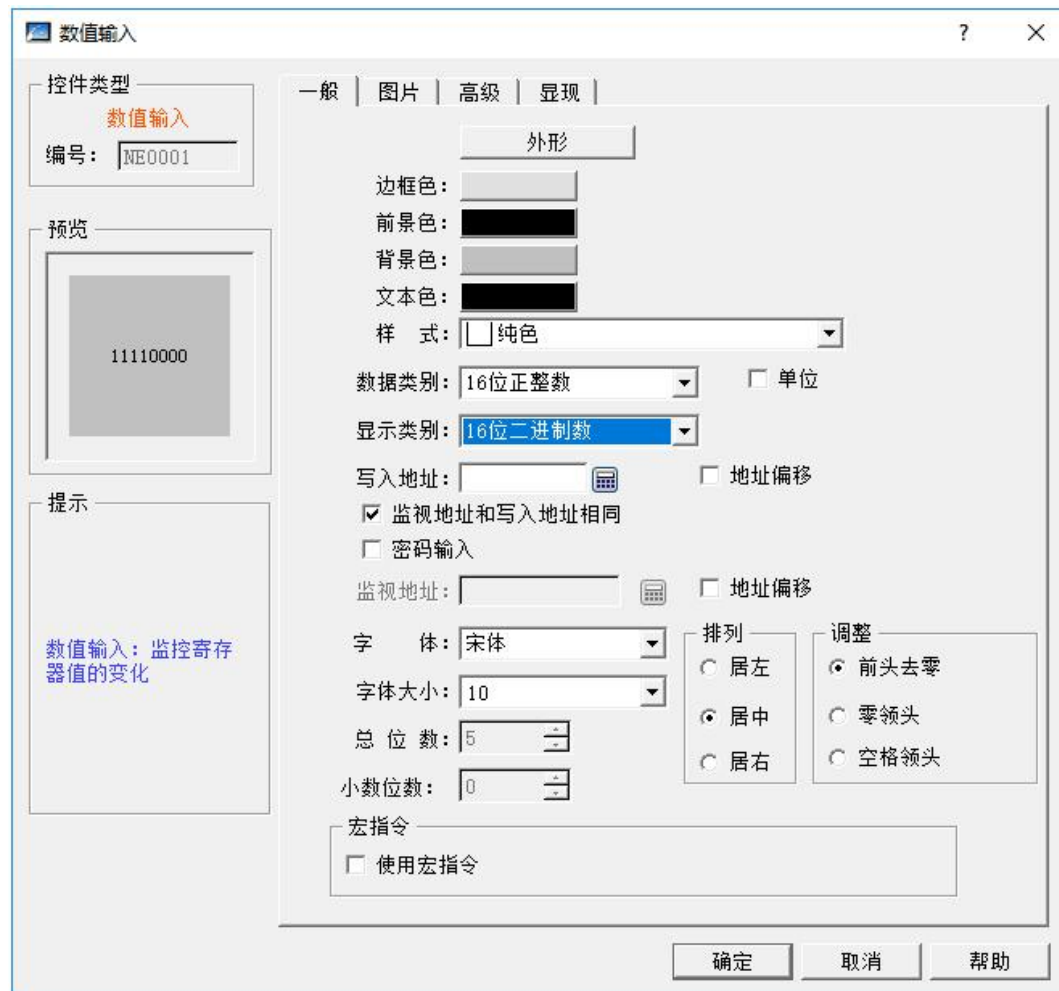 数值输入
?
控件类型
数值输入
编号: NE0001
预览
11110000
提示
数值输入: 监控寄存
器值的变化
一般 图片 高级 显现
外形
边框色:
前景色:
背景色:
文本色:
样 式: 纯色
数据类别: 16位正整数 单位
显示类别: 16位二进制数
写入地址: 地址偏移
监视地址和写入地址相同
密码输入
监视地址: 地址偏移
字 体: 宋体
字体大小: 10
总 位 数: 5
小数位数: 0
排列
居左
居中
居右
调整
前头去零
零领头
空格领头
宏指令
使用宏指令
确定 取消 帮助